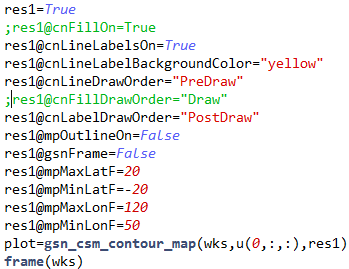 res1=True
;res1@cnFillOn=True
res1@cnLineLabelsOn=True
res1@cnLineLabelBackgroundColor="yellow"
res1@cnLineDrawOrder="PreDraw"
;res1@cnFillDrawOrder="Draw"
res1@cnLabelDrawOrder="PostDraw"
res1@mpOutlineOn=False
res1@gsnFrame=False
res1@mpMaxLatF=20
res1@mpMinLatF=-20
res1@mpMaxLonF=120
res1@mpMinLonF=50
plot=gsn_csm_contour_map(wks,u(0,:,:),res1)
frame(wks)